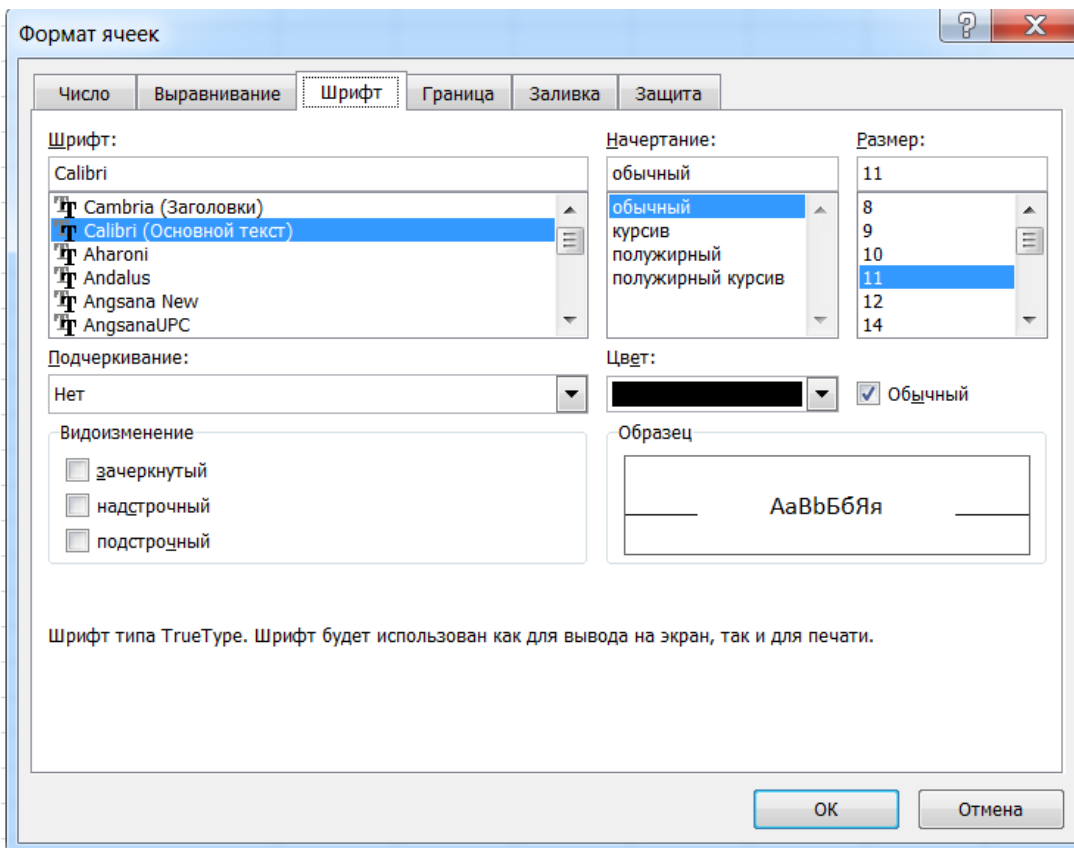 Формат ячеек
Число Выравнивание Шрифт Граница Заливка Защита
Шрифт: Начертание: Размер:
Calibri обычный 11
Cambria (Заголовки) обычный 8
Calibri (Основной текст) курсив 9
Aharoni полужирный 10
Andalus полужирный курсив 11
Angsana New 12
AngsanaUPC 14
Подчеркивание: Цвет:
Нет Обычный
Видоизменение Образец
зачеркнутый
надстрочный АаBbБбЯя
подстрочный
Шрифт типа TrueType. Шрифт будет использован как для вывода на экран, так и для печати.
ОК Отмена